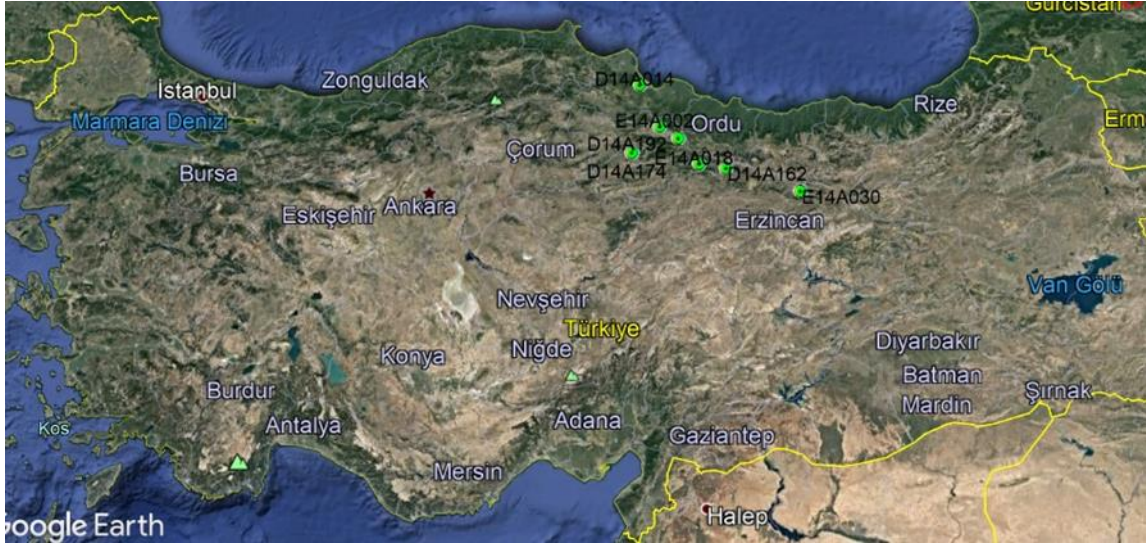 Gürcistan
D14A014
Zonguldak
İstanbul
Rize
Marmara Denizi
E14A002
Ordu
Erm
D14A192
Çorum
E14A018
D14A174
D14A162
Bursa
E14A030
Ankara
Eskişehir
Erzincan
Van Gölü
Nevşehir
Türkiye
Diyarbakır
Niğde
Konya
Batman
Burdur
Şırnak
Mardin
Adana
Antalya
Kos
Gaziantep
Mersin
Halep
Google Earth